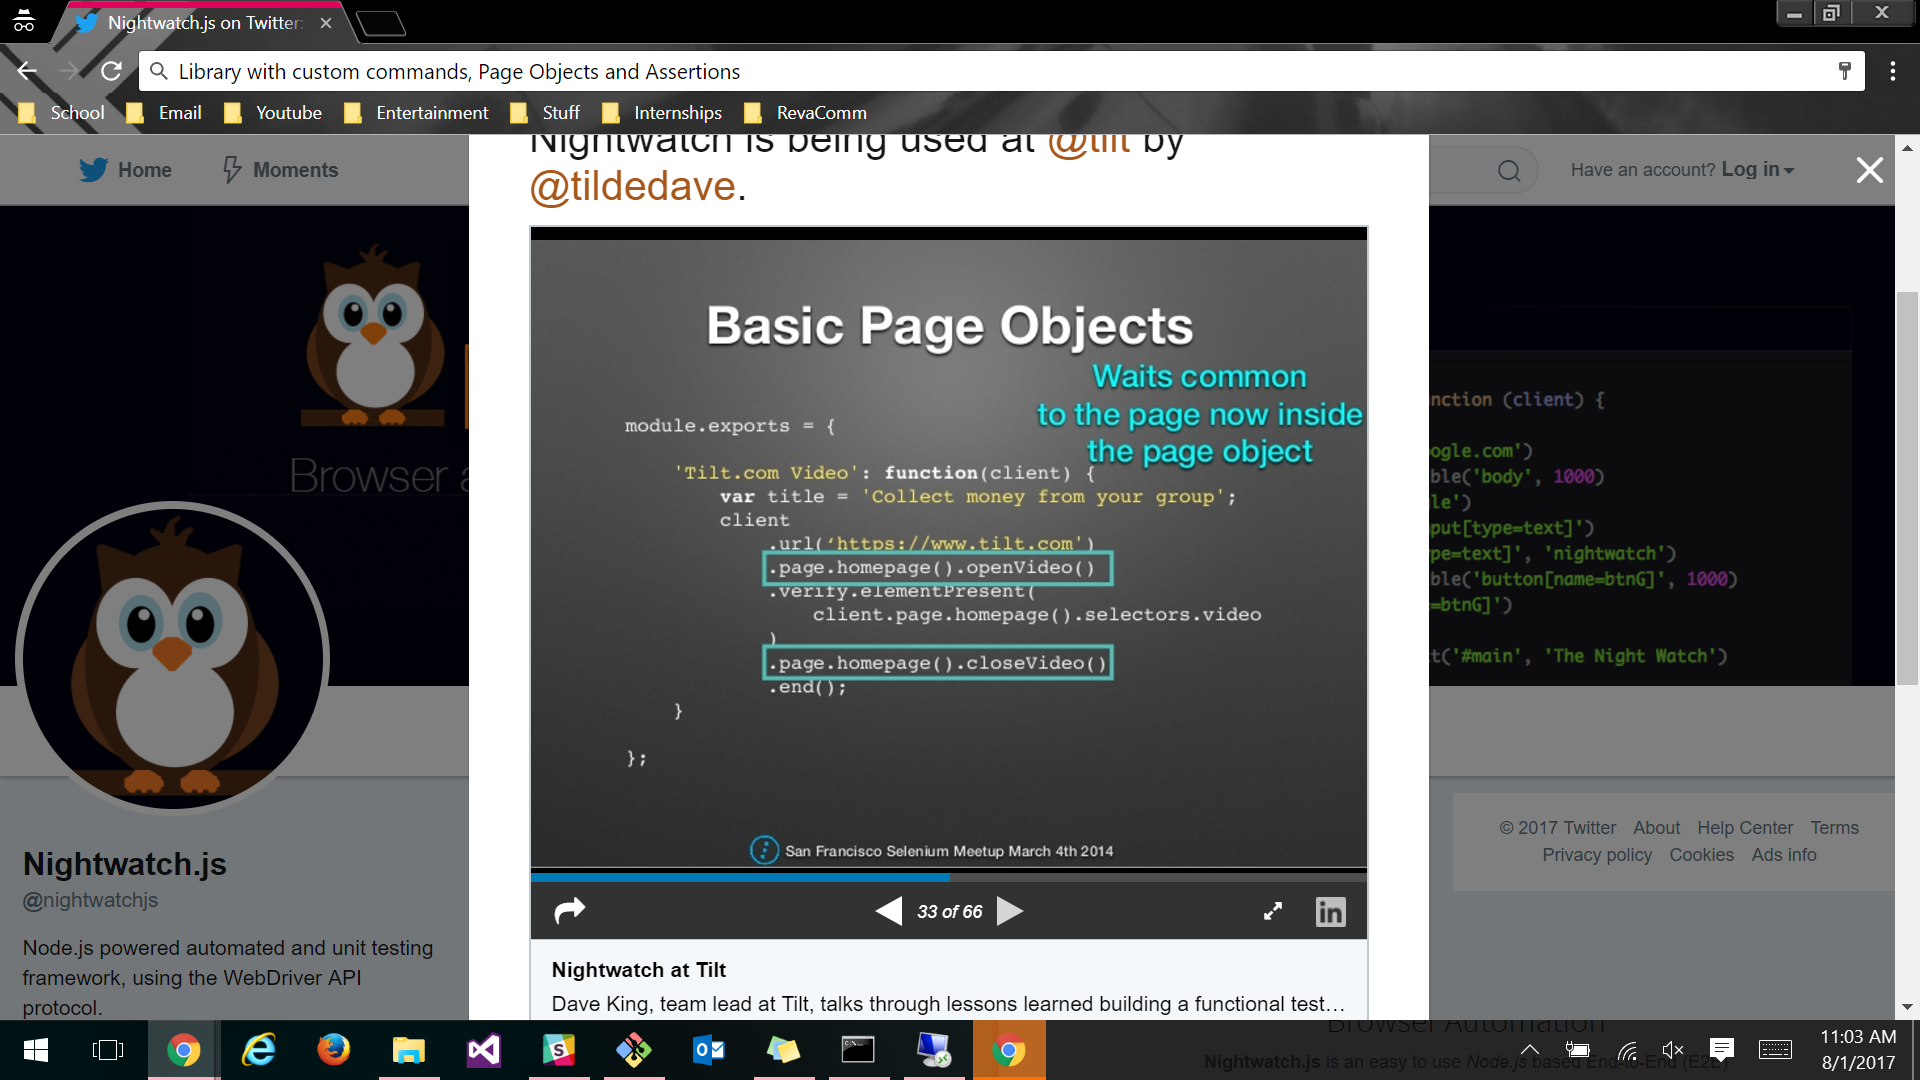 Nightwatch.js on Twitter:
Library with custom commands, Page Objects and Assertions
School Email Youtube Entertainment Stuff Internships RevaComm
Home Moments
Have an account? Log in
Nightwatch is being used at @tilt by
@tildedave.
Basic Page Objects
Waits common
to the page now inside
the page object
module.exports = {
'Tilt.com Video': function(client) {
var title = 'Collect money from your group';
client
.url(‘https://www.tilt.com')
.page.homepage().openVideo()
.verify.elementPresent(
client.page.homepage().selectors.video
)
.page.homepage().closeVideo()
.end();
}
};
San Francisco Selenium Meetup March 4th 2014
33 of 66
in
Nightwatch at Tilt
Dave King, team lead at Tilt, talks through lessons learned building a functional test…
Browser a
Nightwatch.js
@nightwatchjs
Node.js powered automated and unit testing
framework, using the WebDriver API
protocol.
nction (client) {
ogle.com')
ble('body', 1000)
le')
put[type=text]')
pe=text]', 'nightwatch')
ble('button[name=btnG]', 1000)
=btnG]')
t('#main', 'The Night Watch')
© 2017 Twitter About Help Center Terms
Privacy policy Cookies Ads info
Browser Automation
Nightwatch.js is an easy to use Node.js based End-to-End (E2E)
11:03 AM
8/1/2017